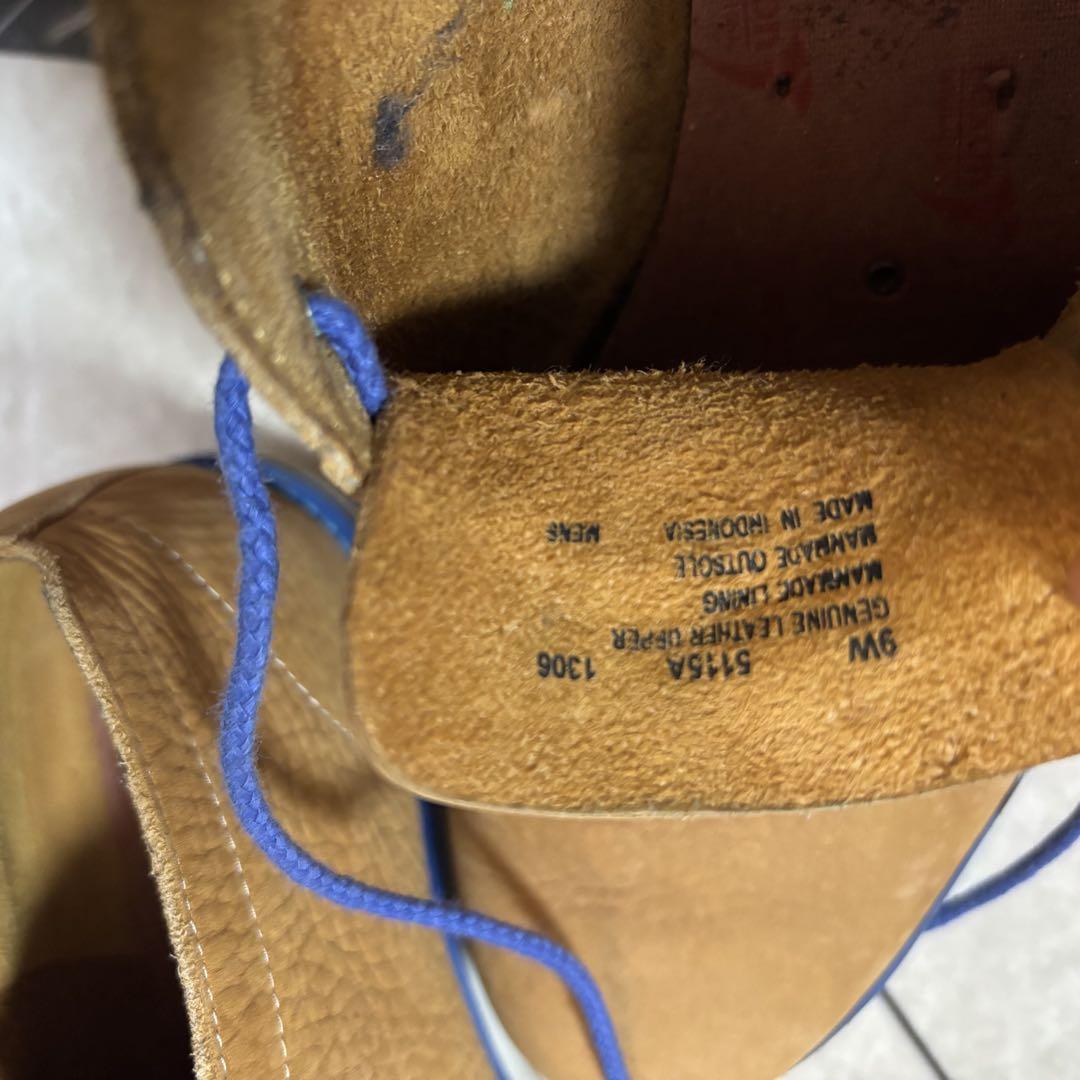 9W 5115A 1306
GENUINE LEATHER UPPER
MANMADE LINING
MANMADE OUTSOLE
MADE IN INDONESIA MENS